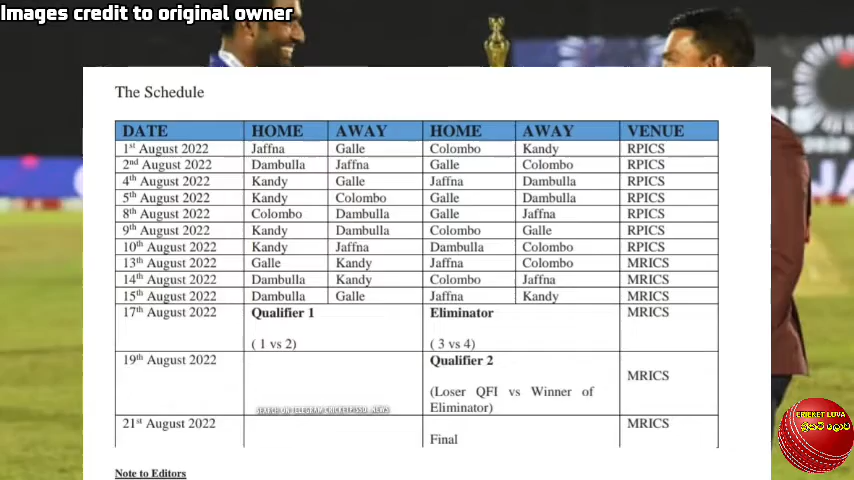 Images credit to original owner
The Schedule
DATE HOME AWAY HOME AWAY VENUE
1st August 2022 Jaffna Galle Colombo Kandy RPICS
2nd August 2022 Dambulla Jaffna Galle Colombo RPICS
4th August 2022 Kandy Galle Jaffna Dambulla RPICS
5th August 2022 Kandy Colombo Galle Dambulla RPICS
8th August 2022 Colombo Dambulla Galle Jaffna RPICS
9th August 2022 Kandy Dambulla Colombo Galle RPICS
10th August 2022 Kandy Jaffna Dambulla Colombo RPICS
13th August 2022 Galle Kandy Jaffna Colombo MRICS
14th August 2022 Dambulla Kandy Colombo Jaffna MRICS
15th August 2022 Dambulla Galle Jaffna Kandy MRICS
17th August 2022 Qualifier 1 Eliminator MRICS
( 1 vs 2) ( 3 vs 4)
19th August 2022 Qualifier 2
MRICS
(Loser QFI vs Winner of
Eliminator)
21st August 2022 MRICS
Final
Note to Editors
CRICKET LOVA